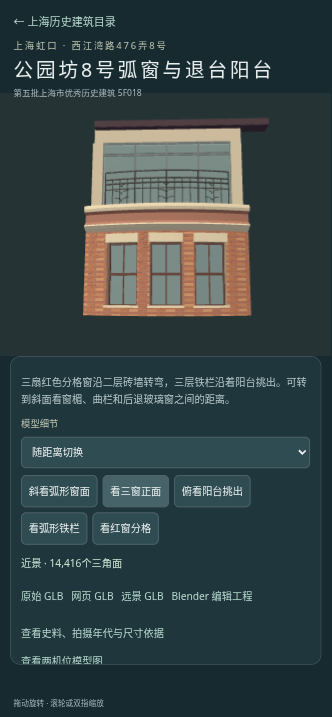 ← 上海历史建筑目录
上海虹口 · 西江湾路476弄8号
公园坊8号弧窗与退台阳台
第五批上海市优秀历史建筑 5F018
三扇红色分格窗沿二层砖墙转弯，三层铁栏沿着阳台挑出。可转
到斜面看窗楣、曲栏和后退玻璃窗之间的距离。
模型细节
随距离切换
斜看弧形窗面 看三窗正面 俯看阳台挑出
看弧形铁栏 看红窗分格
近景 · 14,416个三角面
原始 GLB 网页 GLB 远景 GLB Blender 编辑工程
查看史料、拍摄年代与尺寸依据
查看两机位模型图
拖动旋转 · 滚轮或双指缩放